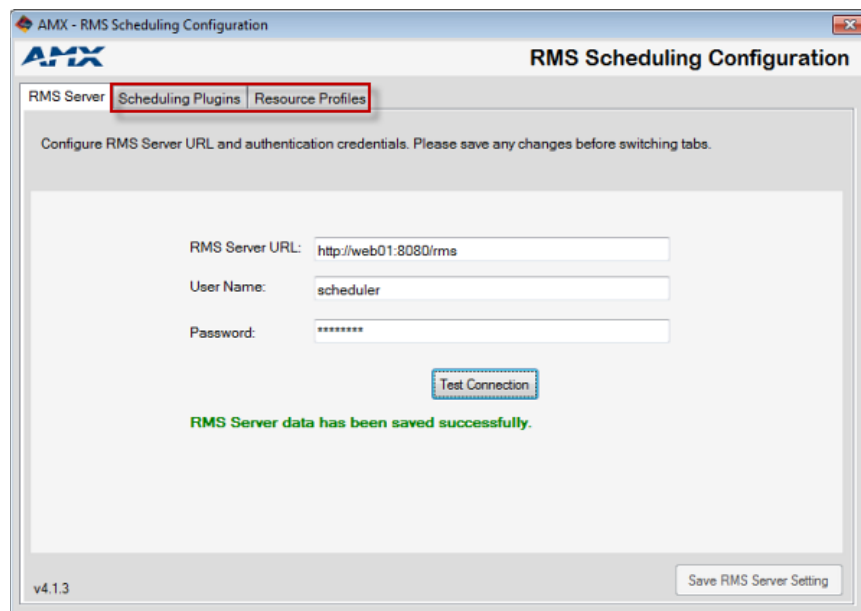 AMX - RMS Scheduling Configuration
AMX
RMS Scheduling Configuration
RMS Server Scheduling Plugins Resource Profiles
Configure RMS Server URL and authentication credentials. Please save any changes before switching tabs.
RMS Server URL: http://web01:8080/rms
User Name: scheduler
Password: ********
Test Connection
RMS Server data has been saved successfully.
v4.1.3
Save RMS Server Setting